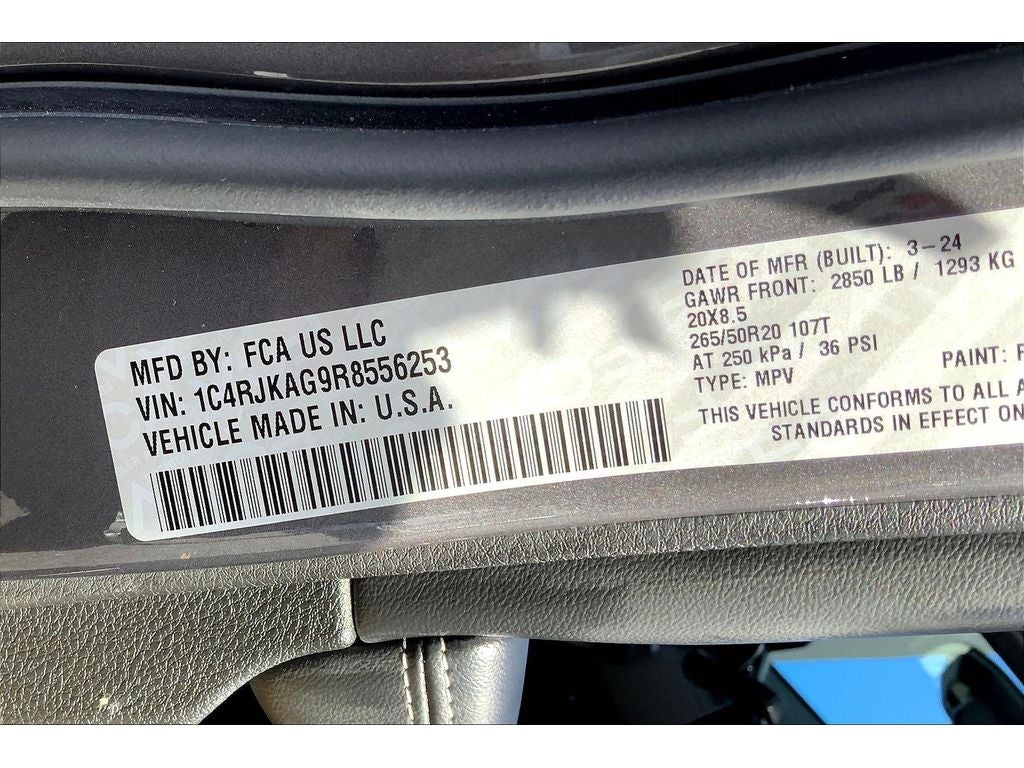 MFD BY: FCA US LLC
VIN: 1C4RJKAG9R8556253
VEHICLE MADE IN: U.S.A.
DATE OF MFR (BUILT): 3-24
GAWR FRONT: 2850 LB / 1293 KG
20X8.5
265/50R20 107T
AT 250 kPa / 36 PSI
TYPE: MPV
PAINT:
THIS VEHICLE CONFORMS TO ALL A
STANDARDS IN EFFECT ON